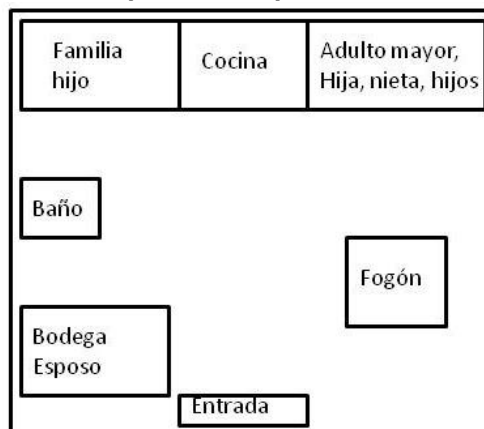 Familia
hijo
Cocina
Adulto mayor,
Hija, nieta, hijos
Baño
Fogón
Bodega
Esposo
Entrada